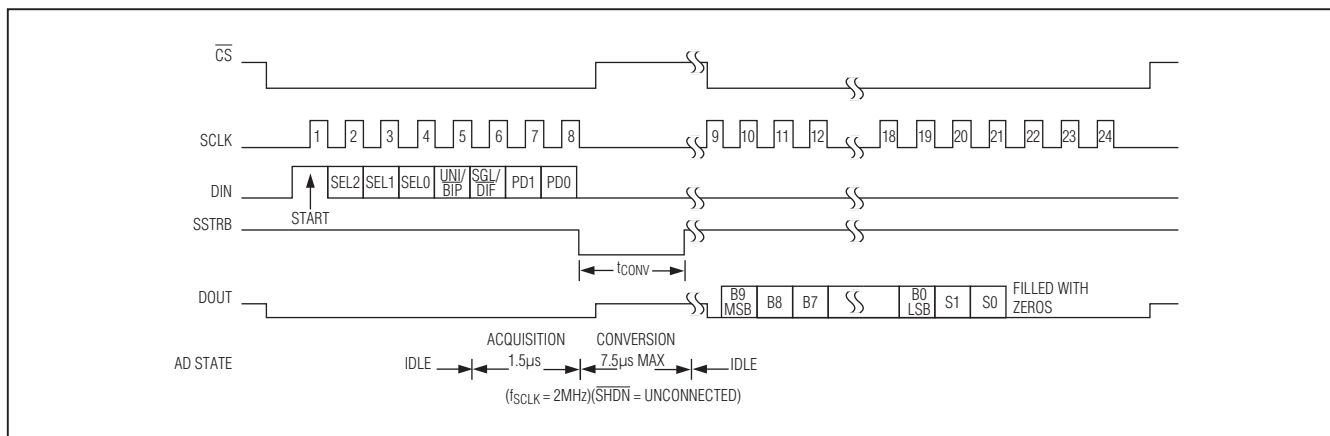 CS
SCLK
1 2 3 4 5 6 7 8 9 10 11 12 18 19 20 21 22 23 24
DIN
SEL2 SEL1 SEL0 UNI/BIP SGL/DIF PD1 PD0
START
SSTRB
tCONV
DOUT
B9 MSB B8 B7 B0 LSB S1 S0 FILLED WITH ZEROS
AD STATE
IDLE ACQUISITION 1.5µs CONVERSION 7.5µs MAX IDLE
(fSCLK = 2MHz)(SHDN = UNCONNECTED)